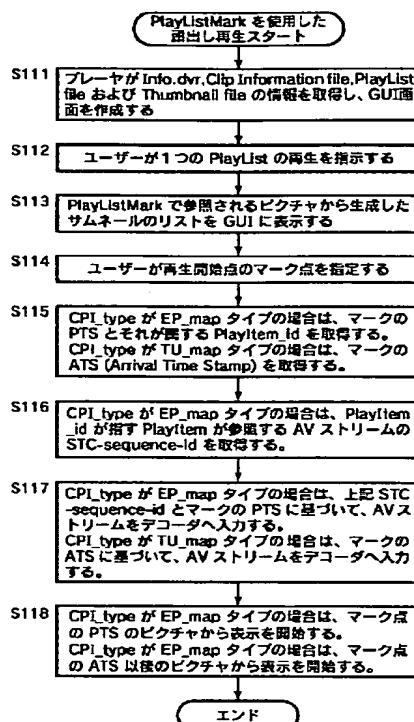 PlayListMark を使用した
頭出し再生スタート
S111
プレーヤが Info.dvr,Clip Information file,PlayList
file および Thumbnail file の情報を取得し、GUI画
面を作成する
S112
ユーザーが1つの PlayList の再生を指示する
S113
PlayListMark で参照されるピクチャから生成した
サムネールのリストを GUI に表示する
S114
ユーザーが再生開始点のマーク点を指定する
S115
CPI_type が EP_map タイプの場合は、マークの
PTS とそれが属する PlayItem_id を取得する。
CPI_type が TU_map タイプの場合は、マークの
ATS (Arrival Time Stamp) を取得する。
S116
CPI_type が EP_map タイプの場合は、PlayItem
_id が指す PlayItem が参照する AV ストリームの
STC-sequence-id を取得する。
S117
CPI_type が EP_map タイプの場合は、上記 STC
-sequence-id とマークの PTS に基づいて、AVス
トリームをデコーダへ入力する。
CPI_type が TU_map タイプの場合は、マークの
ATS に基づいて、AV ストリームをデコーダへ入力
する。
S118
CPI_type が EP_map タイプの場合は、マーク点
の PTS のピクチャから表示を開始する。
CPI_type が EP_map タイプの場合は、マーク点
の ATS 以後のピクチャから表示を開始する。
エンド